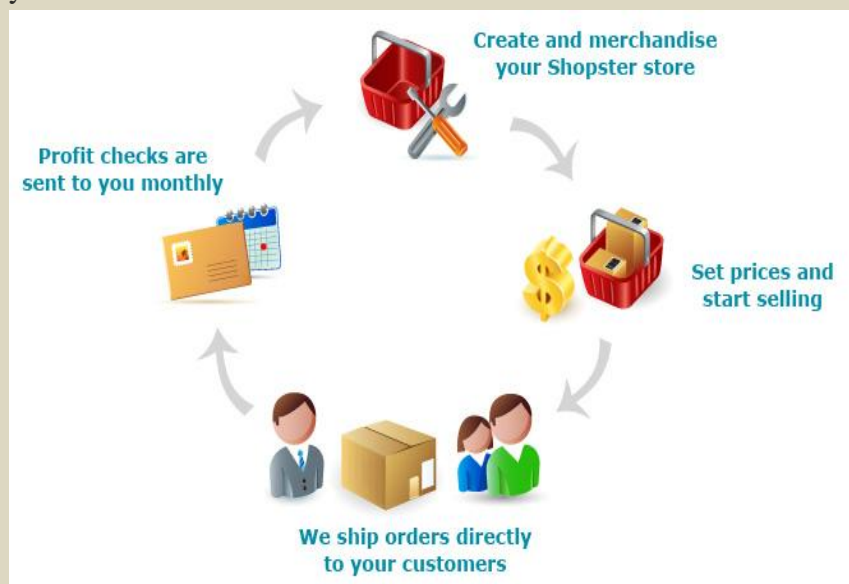 Create and merchandise
your Shopster store
Set prices and
start selling
We ship orders directly
to your customers
Profit checks are
sent to you monthly